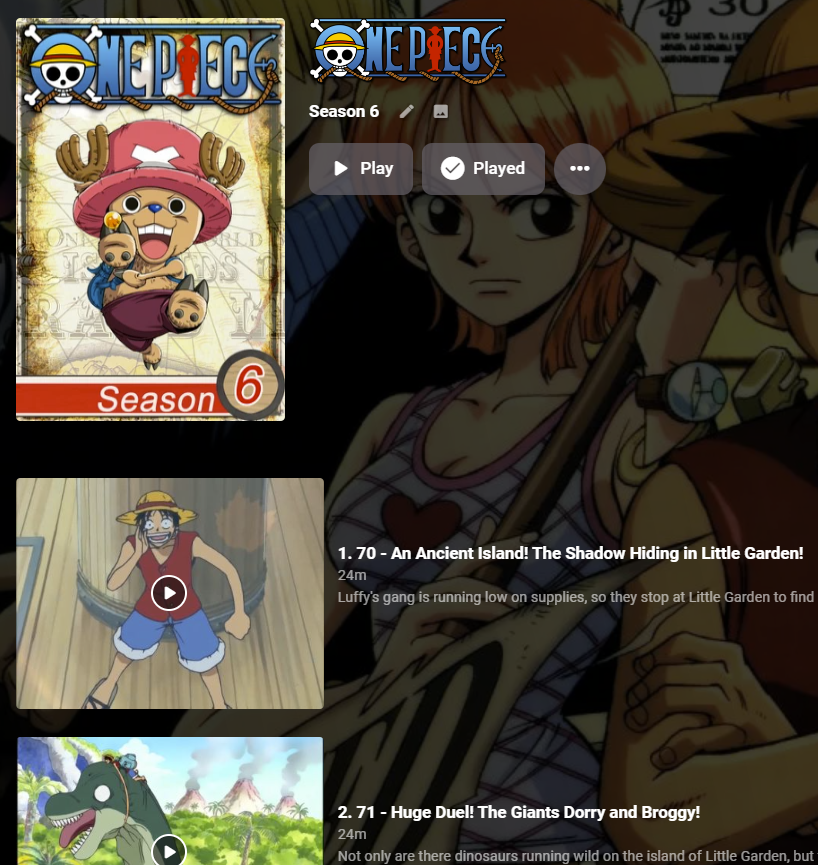 ONE PIECE
ONE PIECE
Season 6
Play
Played
Season 6
1. 70 - An Ancient Island! The Shadow Hiding in Little Garden!
24m
Luffy's gang is running low on supplies, so they stop at Little Garden to find
2. 71 - Huge Duel! The Giants Dorry and Broggy!
24m
Not only are there dinosaurs running wild on the island of Little Garden, but